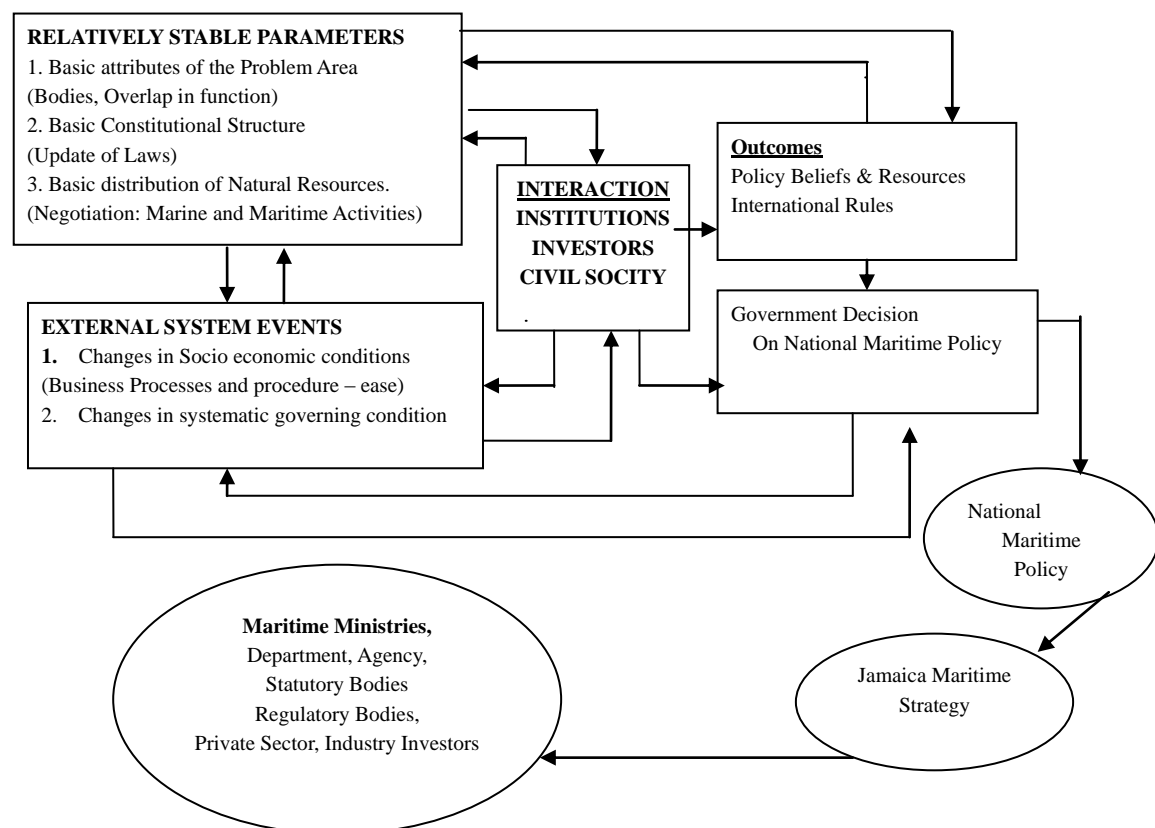 RELATIVELY STABLE PARAMETERS
1. Basic attributes of the Problem Area
(Bodies, Overlap in function)
2. Basic Constitutional Structure
(Update of Laws)
3. Basic distribution of Natural Resources.
(Negotiation: Marine and Maritime Activities)
INTERACTION
INSTITUTIONS
INVESTORS
CIVIL SOCITY
.
Outcomes
Policy Beliefs & Resources
International Rules
EXTERNAL SYSTEM EVENTS
1. Changes in Socio economic conditions
(Business Processes and procedure – ease)
2. Changes in systematic governing condition
Government Decision
On National Maritime Policy
National
Maritime
Policy
Jamaica Maritime
Strategy
Maritime Ministries,
Department, Agency,
Statutory Bodies
Regulatory Bodies,
Private Sector, Industry Investors